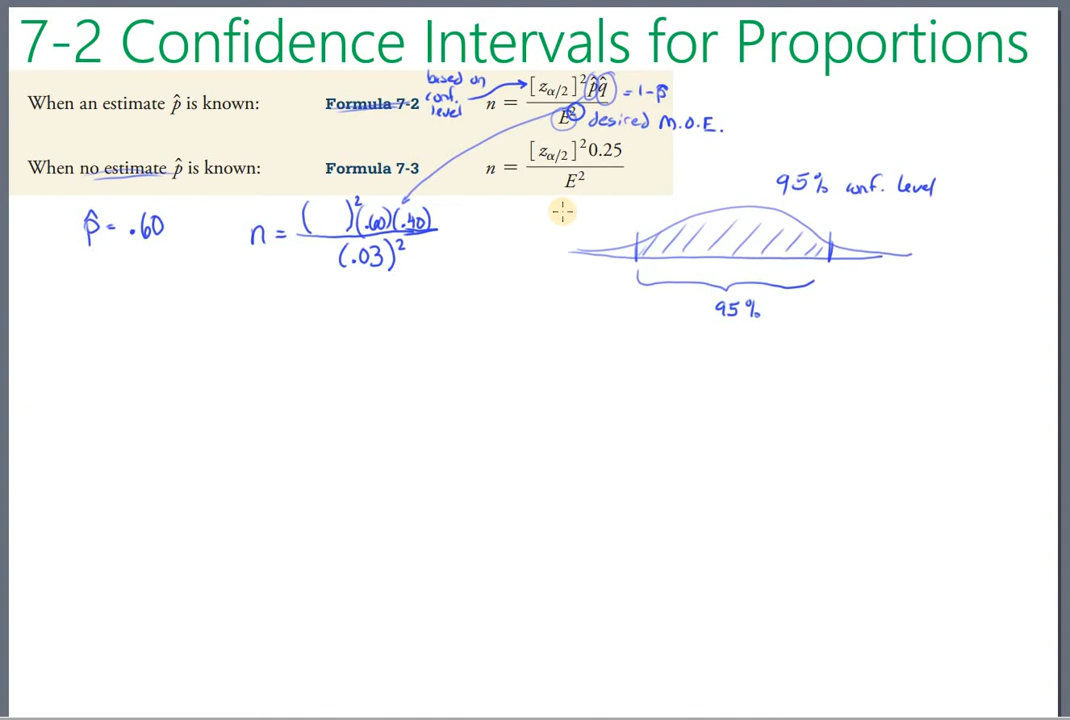 7-2 Confidence Intervals for Proportions
based on conf. level
When an estimate p̂ is known: Formula 7-2 n = [z_{α/2}]² p̂q̂ / E² = 1-p̂
desired M.O.E.
When no estimate p̂ is known: Formula 7-3 n = [z_{α/2}]² 0.25 / E²
95% conf. level
p̂ = .60 n = ( )²(.60)(.40) / (.03)²
95%